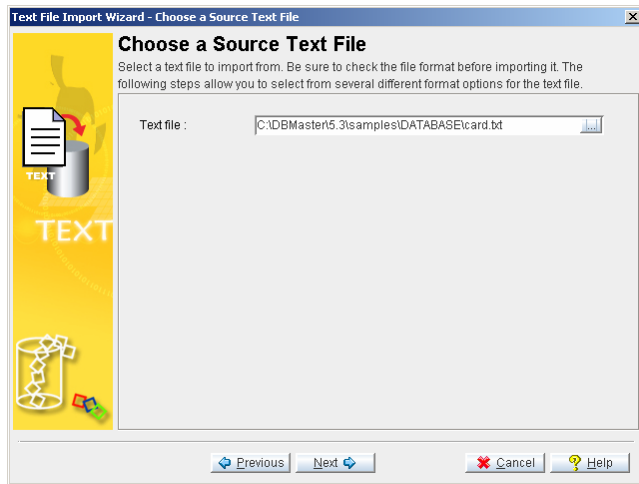 Text File Import Wizard - Choose a Source Text File
Choose a Source Text File
Select a text file to import from. Be sure to check the file format before importing it. The
following steps allow you to select from several different format options for the text file.
Text file :
C:\DBMaster\5.3\samples\DATABASE\card.txt
...
TEXT
TEXT
Previous
Next
Cancel
Help